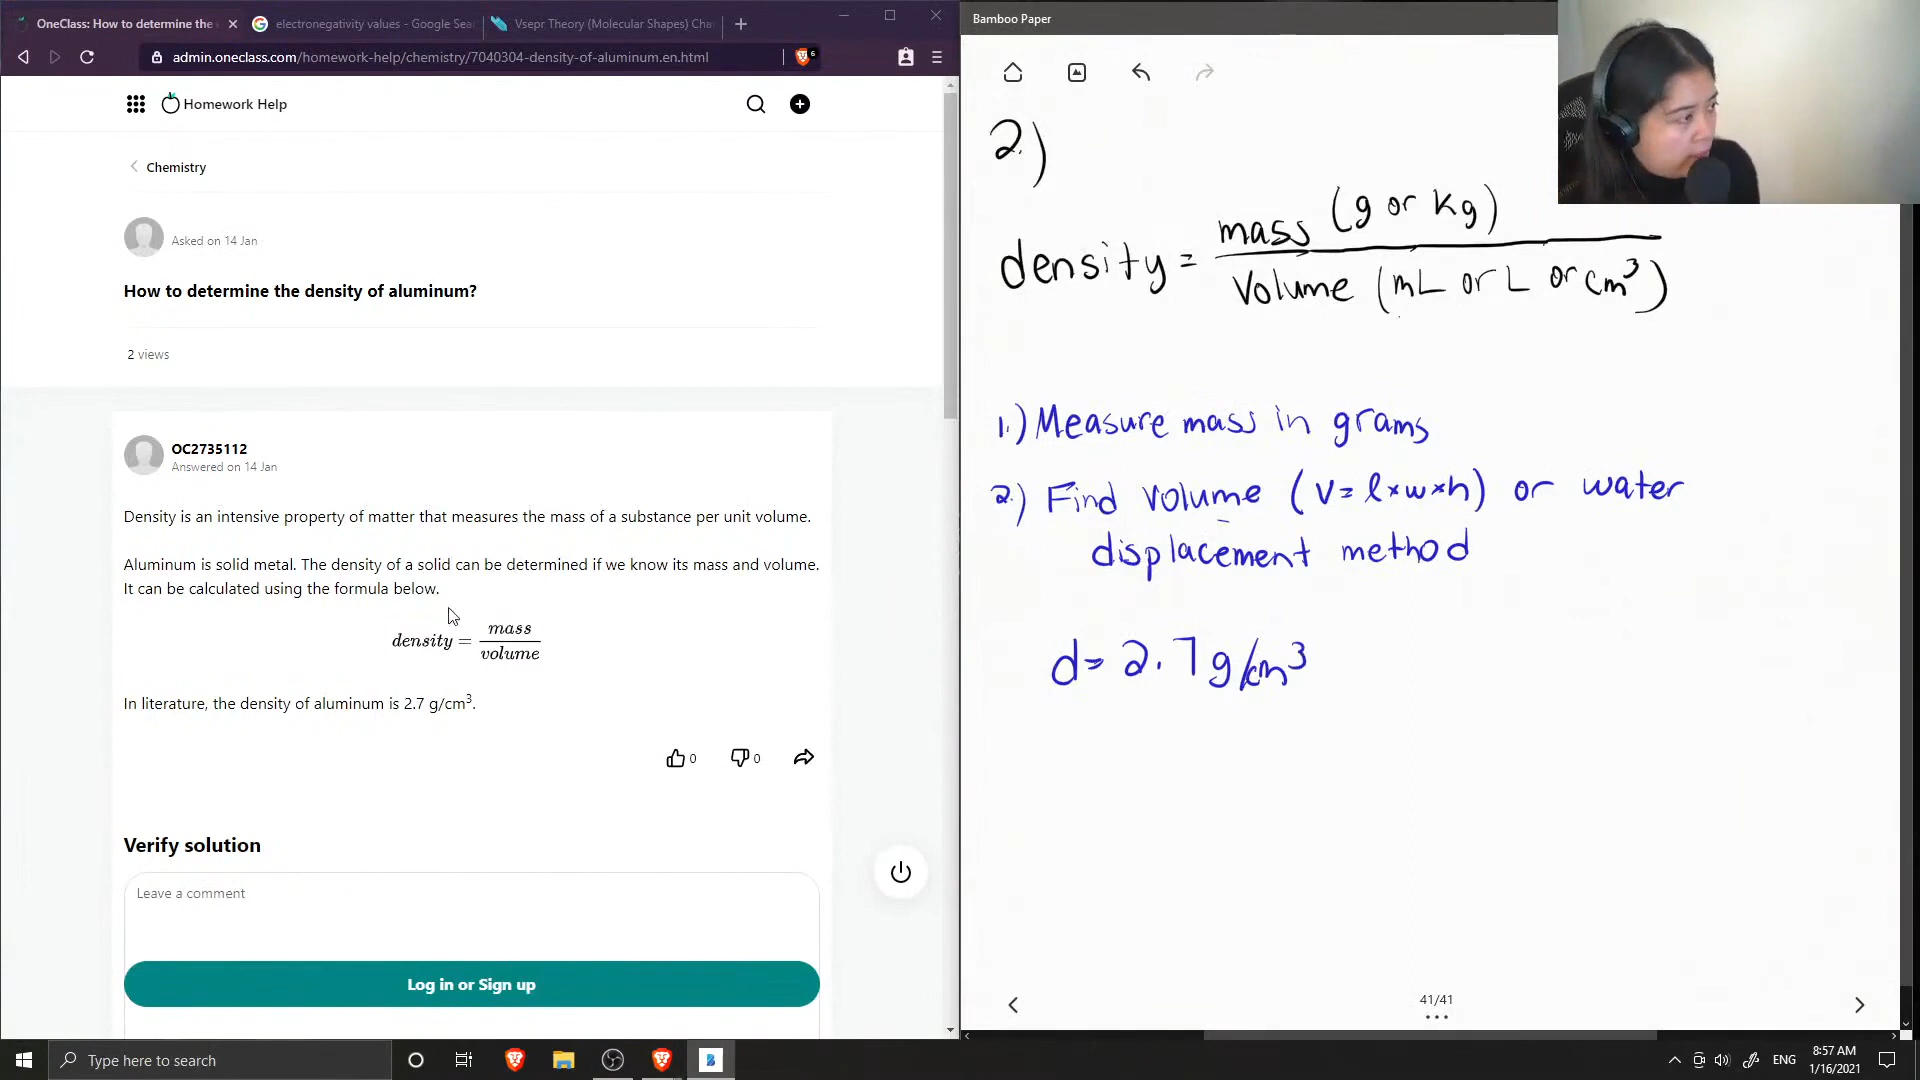 OneClass: How to determine the
electronegativity values - Google Sea
Vsepr Theory (Molecular Shapes) Cha
admin.oneclass.com/homework-help/chemistry/7040304-density-of-aluminum.en.html
6
Homework Help
Chemistry
Asked on 14 Jan
How to determine the density of aluminum?
2 views
OC2735112
Answered on 14 Jan
Density is an intensive property of matter that measures the mass of a substance per unit volume.
Aluminum is solid metal. The density of a solid can be determined if we know its mass and volume.
It can be calculated using the formula below.
density = mass / volume
In literature, the density of aluminum is 2.7 g/cm³.
0
0
Verify solution
Leave a comment
Log in or Sign up
Bamboo Paper
2.)
density = mass (g or kg) / Volume (mL or L or cm³)
1.) Measure mass in grams
2.) Find volume (V = l×w×h) or water
displacement method
d = 2.7 g/cm³
41/41
Type here to search
B
ENG
8:57 AM
1/16/2021